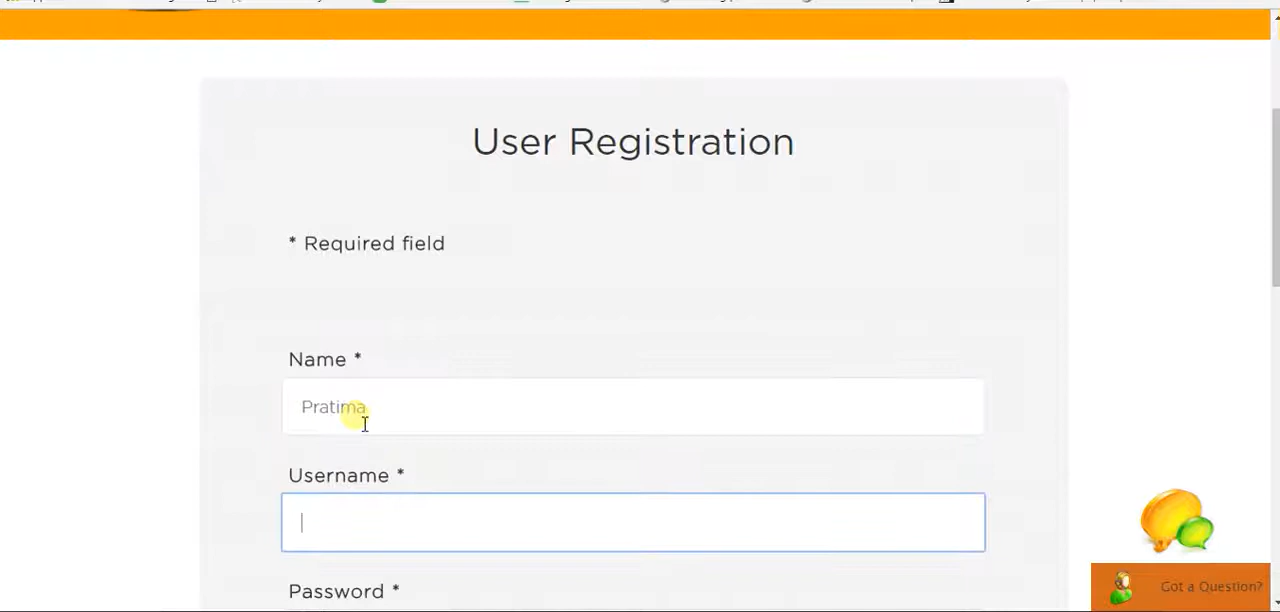 User Registration
* Required field
Name *
Pratima
Username *
Password *
Got a Question?